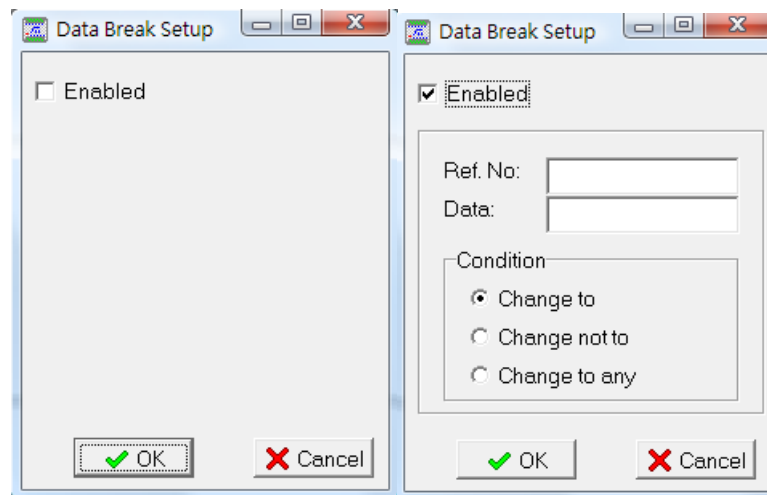 Data Break Setup
Enabled
OK
Cancel
Data Break Setup
Enabled
Ref. No:
Data:
Condition
Change to
Change not to
Change to any
OK
Cancel